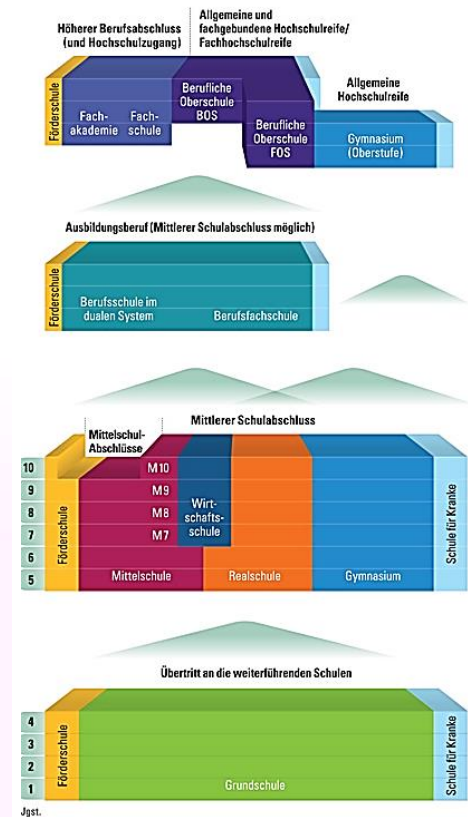 Höherer Berufsabschluss
(und Hochschulzugang)
Allgemeine und
fachgebundene Hochschulreife/
Fachhochschulreife
Allgemeine
Hochschulreife
Förderschule
Fach-
akademie
Fach-
schule
Berufliche
Oberschule
BOS
Berufliche
Oberschule
FOS
Gymnasium
(Oberstufe)
Ausbildungsberuf (Mittlerer Schulabschluss möglich)
Förderschule
Berufsschule im
dualen System
Berufsfachschule
Mittlerer Schulabschluss
Mittelschul-
Abschlüsse
10
9
8
7
6
5
Förderschule
M10
M9
M8
M7
Mittelschule
Wirt-
schafts-
schule
Realschule
Gymnasium
Schule für Kranke
Übertritt an die weiterführenden Schulen
4
3
2
1
Förderschule
Grundschule
Schule für Kranke
Jgst.